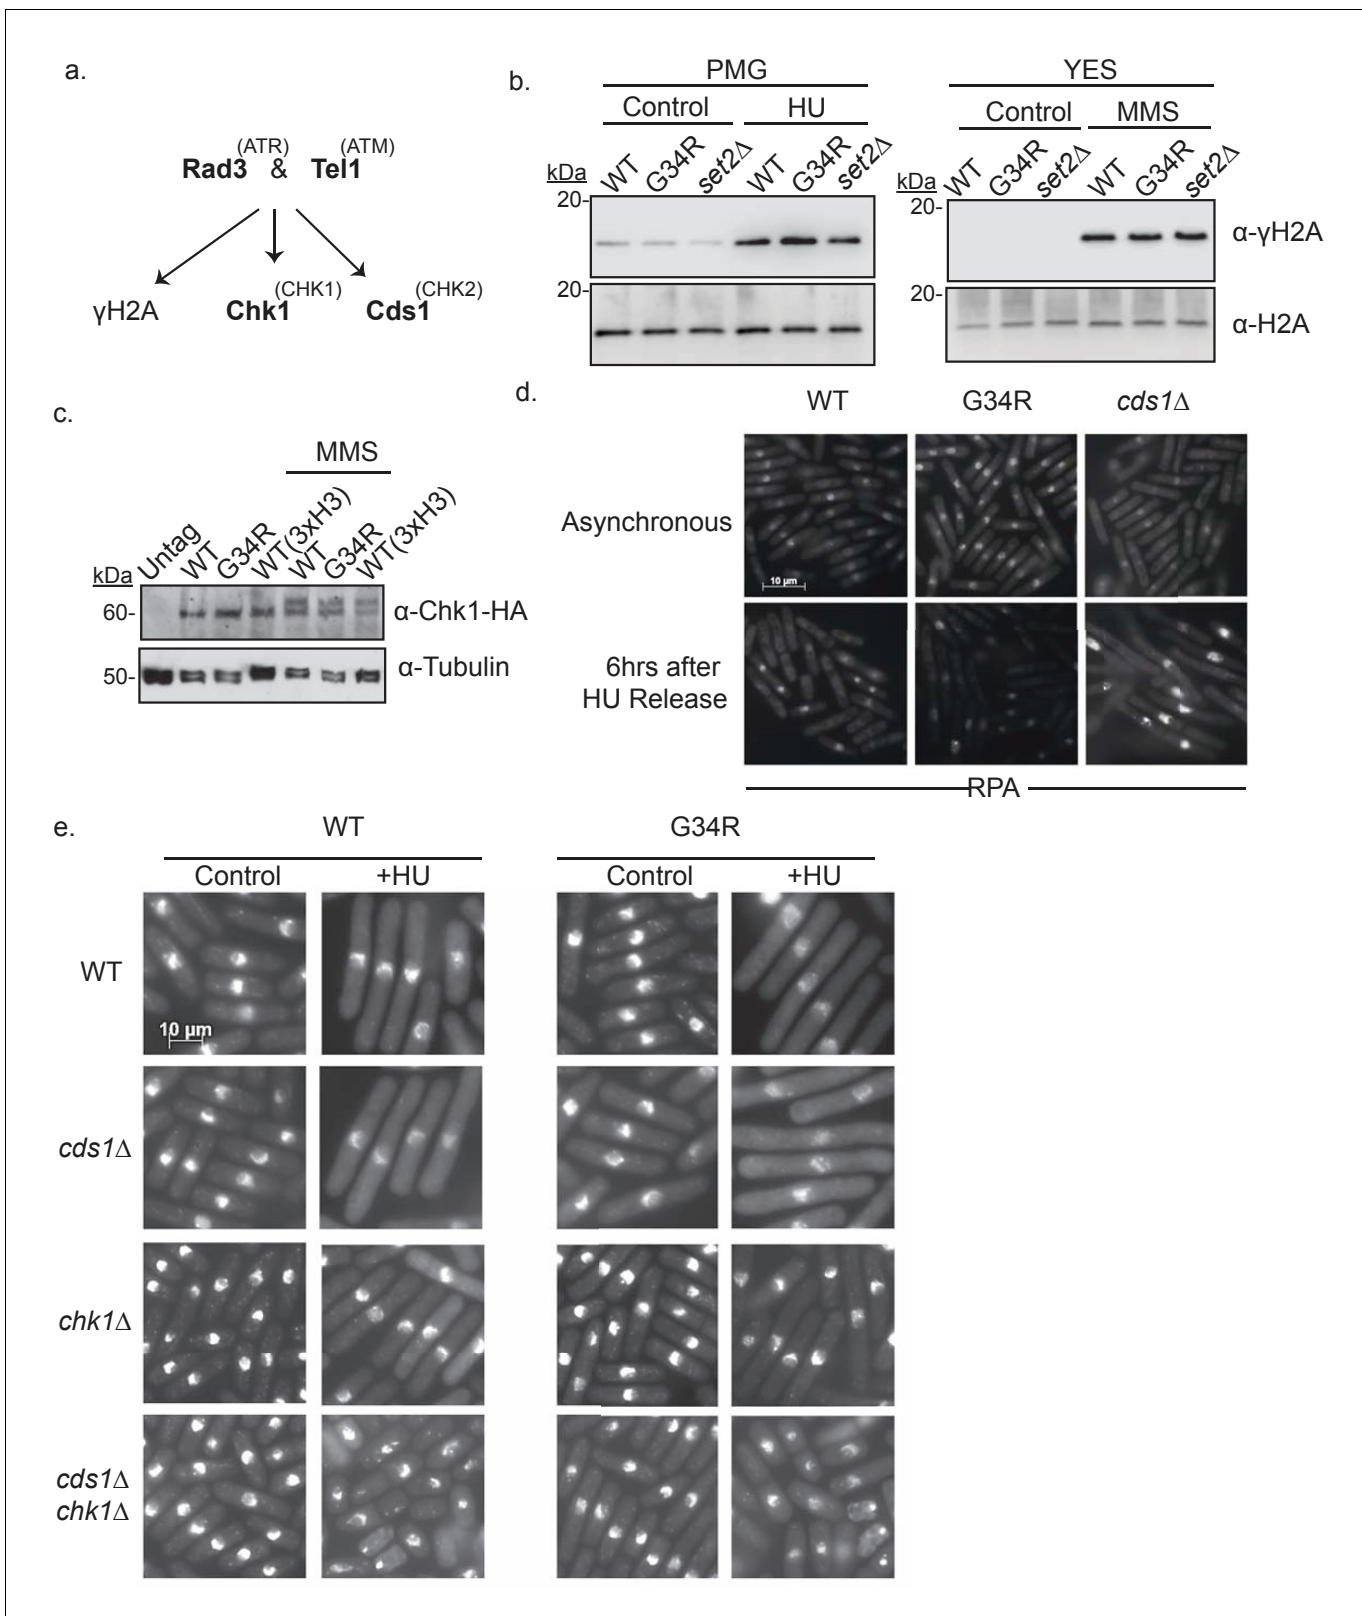 a.
(ATR) (ATM)
Rad3 & Tel1
(CHK1) (CHK2)
γH2A Chk1 Cds1
b.
PMG YES
Control HU Control MMS
WT G34R set2Δ WT G34R set2Δ WT G34R set2Δ WT G34R set2Δ
kDa kDa
20- 20-
α-γH2A
20- 20-
α-H2A
c.
MMS
Untag WT G34R WT(3xH3) WT G34R WT(3xH3)
kDa
60- α-Chk1-HA
50- α-Tubulin
d.
WT G34R cds1Δ
Asynchronous
10 µm
6hrs after
HU Release
RPA
e.
WT G34R
Control +HU Control +HU
WT
10 µm
cds1Δ
chk1Δ
cds1Δ
chk1Δ